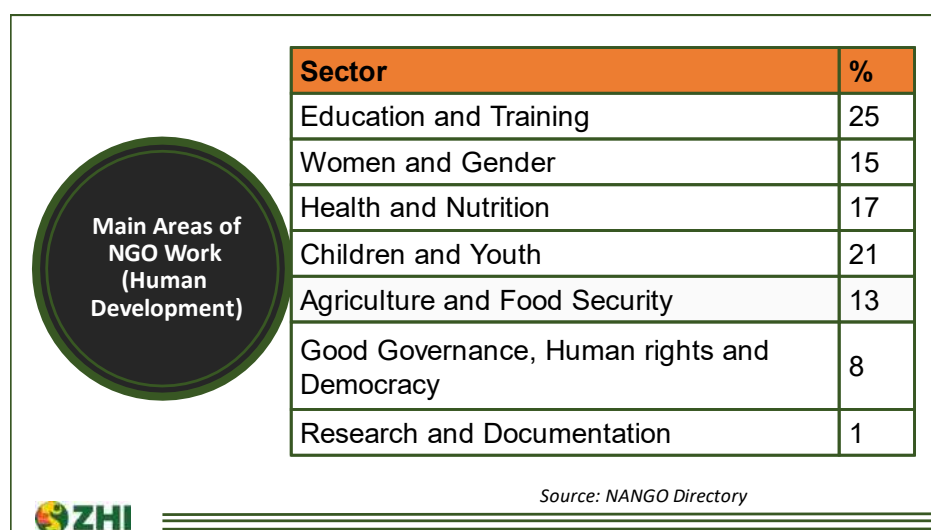 Main Areas of
NGO Work
(Human
Development)
Sector %
Education and Training 25
Women and Gender 15
Health and Nutrition 17
Children and Youth 21
Agriculture and Food Security 13
Good Governance, Human rights and
Democracy 8
Research and Documentation 1
Source: NANGO Directory
ZHI